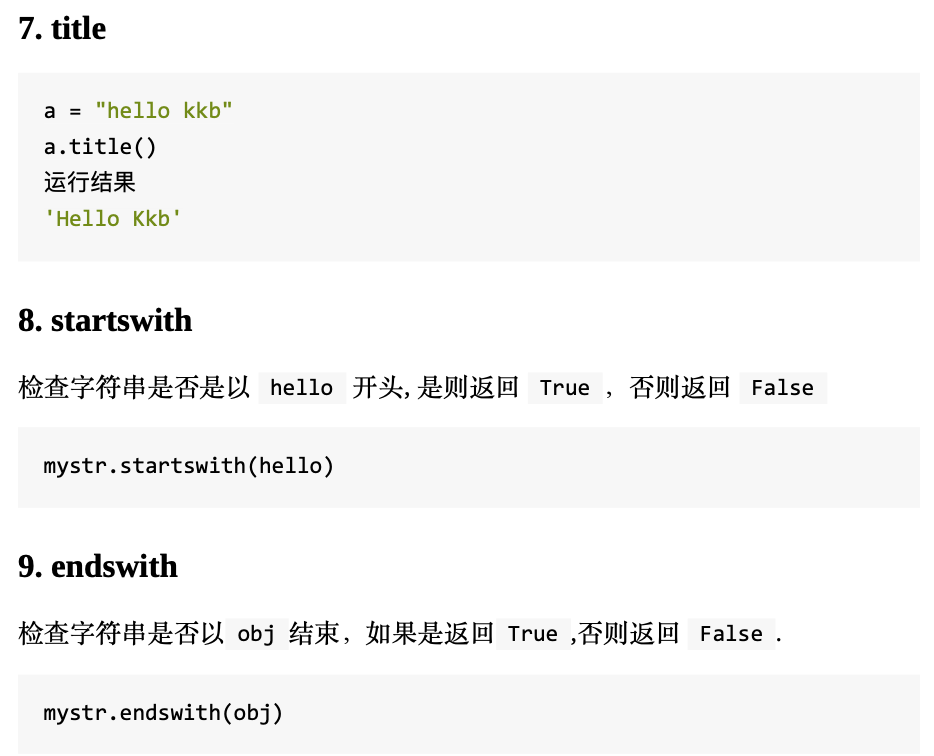 7. title
a = "hello kkb"
a.title()
运行结果
'Hello Kkb'
8. startswith
检查字符串是否是以 hello 开头, 是则返回 True ，否则返回 False
mystr.startswith(hello)
9. endswith
检查字符串是否以 obj 结束，如果是返回 True ,否则返回 False .
mystr.endswith(obj)